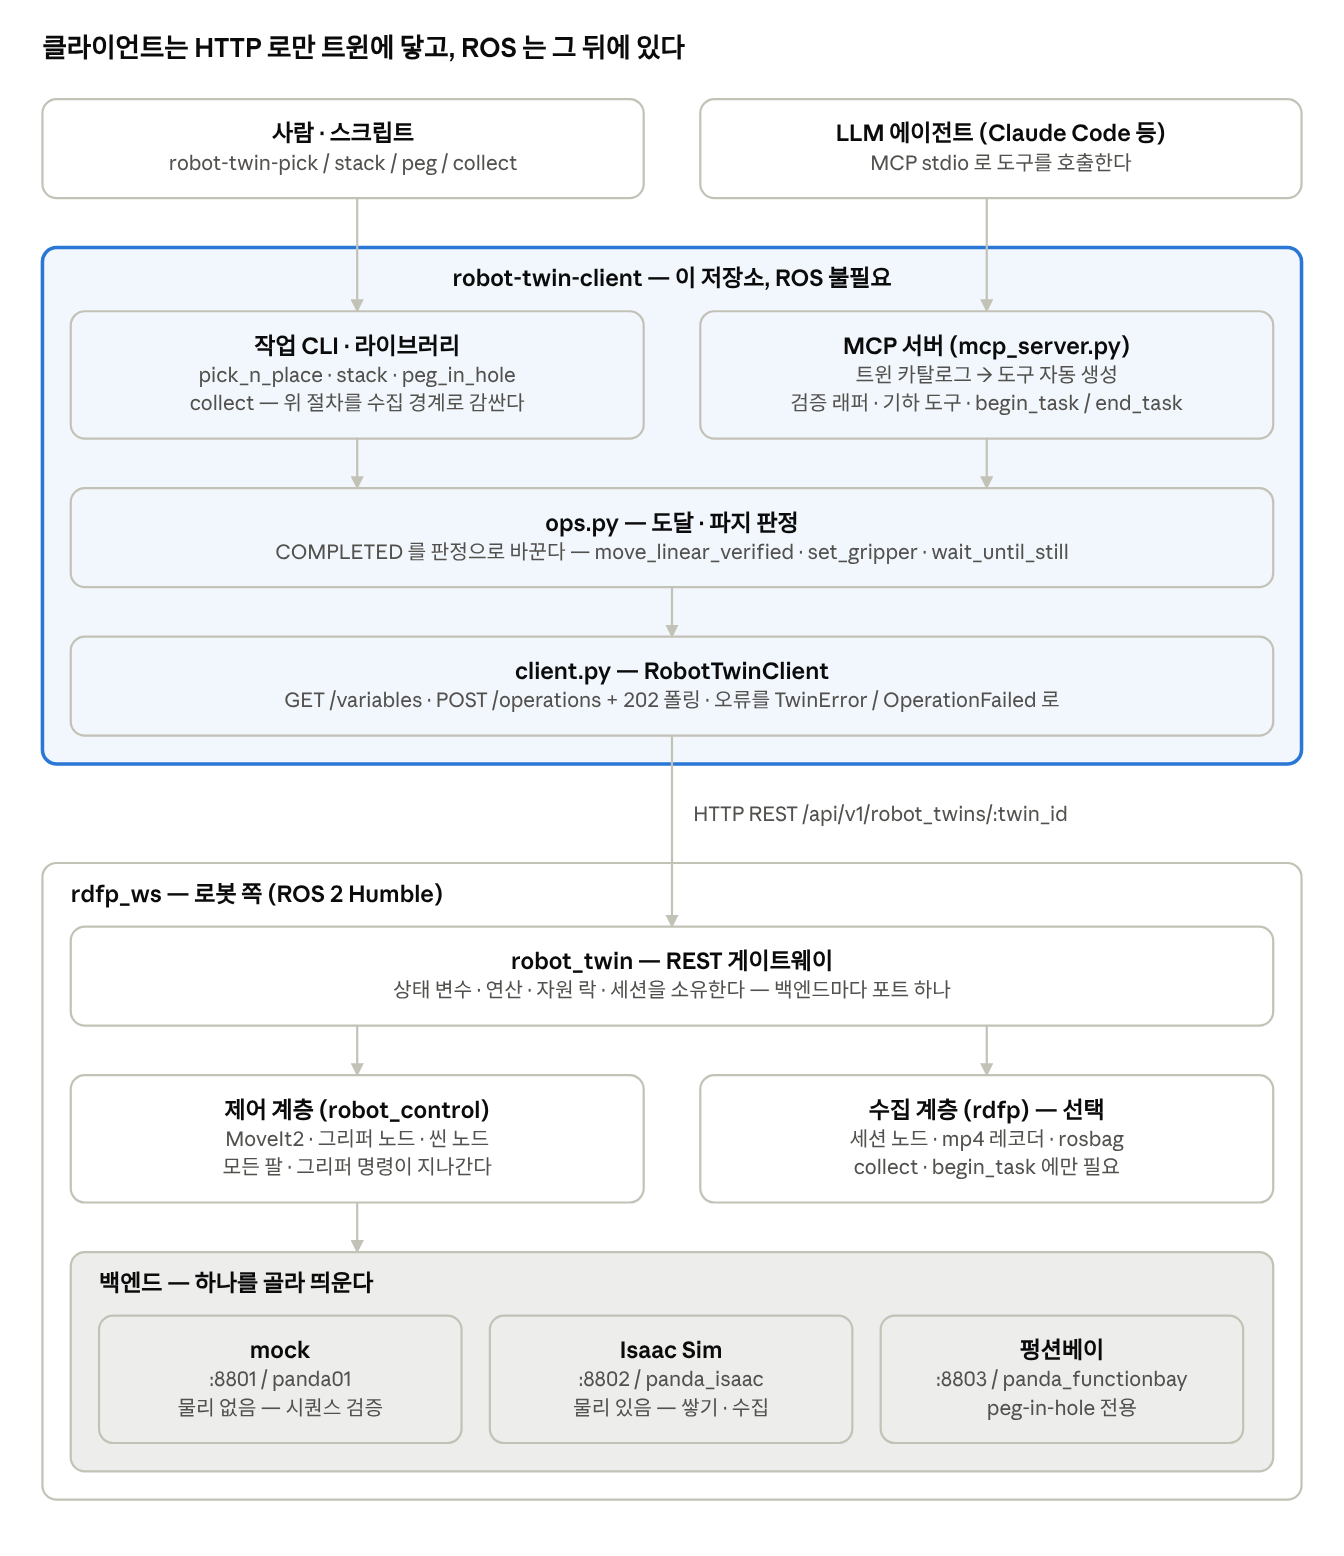 클라이언트는 HTTP 로만 트윈에 닿고, ROS 는 그 뒤에 있다
사람 · 스크립트
robot-twin-pick / stack / peg / collect
LLM 에이전트 (Claude Code 등)
MCP stdio 로 도구를 호출한다
robot-twin-client — 이 저장소, ROS 불필요
작업 CLI · 라이브러리
pick_n_place · stack · peg_in_hole
collect — 위 절차를 수집 경계로 감싼다
MCP 서버 (mcp_server.py)
트윈 카탈로그 → 도구 자동 생성
검증 래퍼 · 기하 도구 · begin_task / end_task
ops.py — 도달 · 파지 판정
COMPLETED 를 판정으로 바꾼다 — move_linear_verified · set_gripper · wait_until_still
client.py — RobotTwinClient
GET /variables · POST /operations + 202 폴링 · 오류를 TwinError / OperationFailed 로
HTTP REST /api/v1/robot_twins/:twin_id
rdfp_ws — 로봇 쪽 (ROS 2 Humble)
robot_twin — REST 게이트웨이
상태 변수 · 연산 · 자원 락 · 세션을 소유한다 — 백엔드마다 포트 하나
제어 계층 (robot_control)
MoveIt2 · 그리퍼 노드 · 씬 노드
모든 팔 · 그리퍼 명령이 지나간다
수집 계층 (rdfp) — 선택
세션 노드 · mp4 레코더 · rosbag
collect · begin_task 에만 필요
백엔드 — 하나를 골라 띄운다
mock
:8801 / panda01
물리 없음 — 시퀀스 검증
Isaac Sim
:8802 / panda_isaac
물리 있음 — 쌓기 · 수집
펑션베이
:8803 / panda_functionbay
peg-in-hole 전용